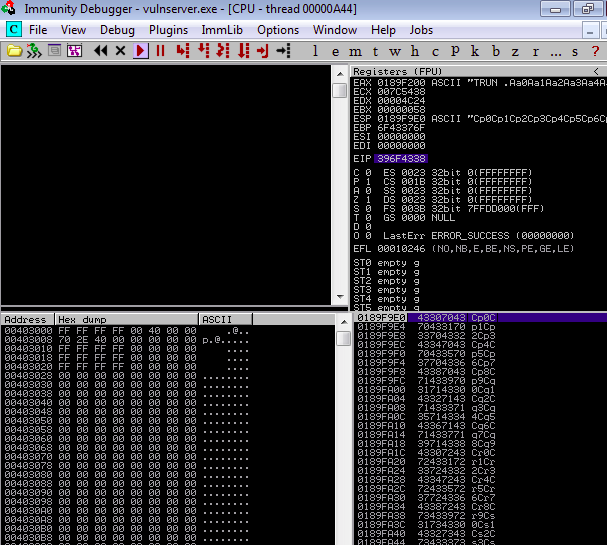 Immunity Debugger - vulnserver.exe - [CPU - thread 00000A44]
C File View Debug Plugins ImmLib Options Window Help Jobs
l e m t w h c p k b z r ... s ?
Registers (FPU) <
EAX 0189F200 ASCII "TRUN .Aa0Aa1Aa2Aa3Aa4A
ECX 007C5438
EDX 00004C24
EBX 00000058
ESP 0189F9E0 ASCII "Cp0Cp1Cp2Cp3Cp4Cp5Cp6Cp
EBP 6F43376F
ESI 00000000
EDI 00000000
EIP 396F4338
C 0 ES 0023 32bit 0(FFFFFFFF)
P 1 CS 001B 32bit 0(FFFFFFFF)
A 0 SS 0023 32bit 0(FFFFFFFF)
Z 1 DS 0023 32bit 0(FFFFFFFF)
S 0 FS 003B 32bit 7FFDD000(FFF)
T 0 GS 0000 NULL
D 0
O 0 LastErr ERROR_SUCCESS (00000000)
EFL 00010246 (NO,NB,E,BE,NS,PE,GE,LE)
ST0 empty g
ST1 empty g
ST2 empty g
ST3 empty g
ST4 empty g
ST5 empty g
Address Hex dump ASCII
00403000 FF FF FF FF 00 40 00 00 .@..
00403008 70 2E 40 00 00 00 00 00 p.@.....
00403010 FF FF FF FF 00 00 00 00 ....
00403018 FF FF FF FF 00 00 00 00 ....
00403020 FF FF FF FF 00 00 00 00 ....
00403028 00 00 00 00 00 00 00 00 ........
00403030 00 00 00 00 00 00 00 00 ........
00403038 00 00 00 00 00 00 00 00 ........
00403040 00 00 00 00 00 00 00 00 ........
00403048 00 00 00 00 00 00 00 00 ........
00403050 00 00 00 00 00 00 00 00 ........
00403058 00 00 00 00 00 00 00 00 ........
00403060 00 00 00 00 00 00 00 00 ........
00403068 00 00 00 00 00 00 00 00 ........
00403070 00 00 00 00 00 00 00 00 ........
00403078 00 00 00 00 00 00 00 00 ........
00403080 00 00 00 00 00 00 00 00 ........
00403088 00 00 00 00 00 00 00 00 ........
00403090 00 00 00 00 00 00 00 00 ........
00403098 00 00 00 00 00 00 00 00 ........
004030A0 00 00 00 00 00 00 00 00 ........
004030A8 00 00 00 00 00 00 00 00 ........
004030B0 00 00 00 00 00 00 00 00 ........
004030B8 00 00 00 00 00 00 00 00 ........
0189F9E0 43307043 Cp0C
0189F9E4 70433170 p1Cp
0189F9E8 33704332 2Cp3
0189F9EC 43347043 Cp4C
0189F9F0 70433570 p5Cp
0189F9F4 37704336 6Cp7
0189F9F8 43387043 Cp8C
0189F9FC 71433970 p9Cq
0189FA00 31714330 0Cq1
0189FA04 43327143 Cq2C
0189FA08 71433371 q3Cq
0189FA0C 35714334 4Cq5
0189FA10 43367143 Cq6C
0189FA14 71433771 q7Cq
0189FA18 39714338 8Cq9
0189FA1C 43307243 Cr0C
0189FA20 72433172 r1Cr
0189FA24 33724332 2Cr3
0189FA28 43347243 Cr4C
0189FA2C 72433572 r5Cr
0189FA30 37724336 6Cr7
0189FA34 43387243 Cr8C
0189FA38 73433972 r9Cs
0189FA3C 31734330 0Cs1
0189FA40 43327343 Cs2C
0189FA44 73433373 s3Cs